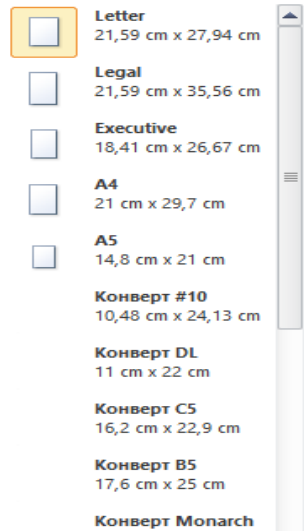 Letter
21,59 cm x 27,94 cm
Legal
21,59 cm x 35,56 cm
Executive
18,41 cm x 26,67 cm
A4
21 cm x 29,7 cm
A5
14,8 cm x 21 cm
Конверт #10
10,48 cm x 24,13 cm
Конверт DL
11 cm x 22 cm
Конверт C5
16,2 cm x 22,9 cm
Конверт B5
17,6 cm x 25 cm
Конверт Monarch